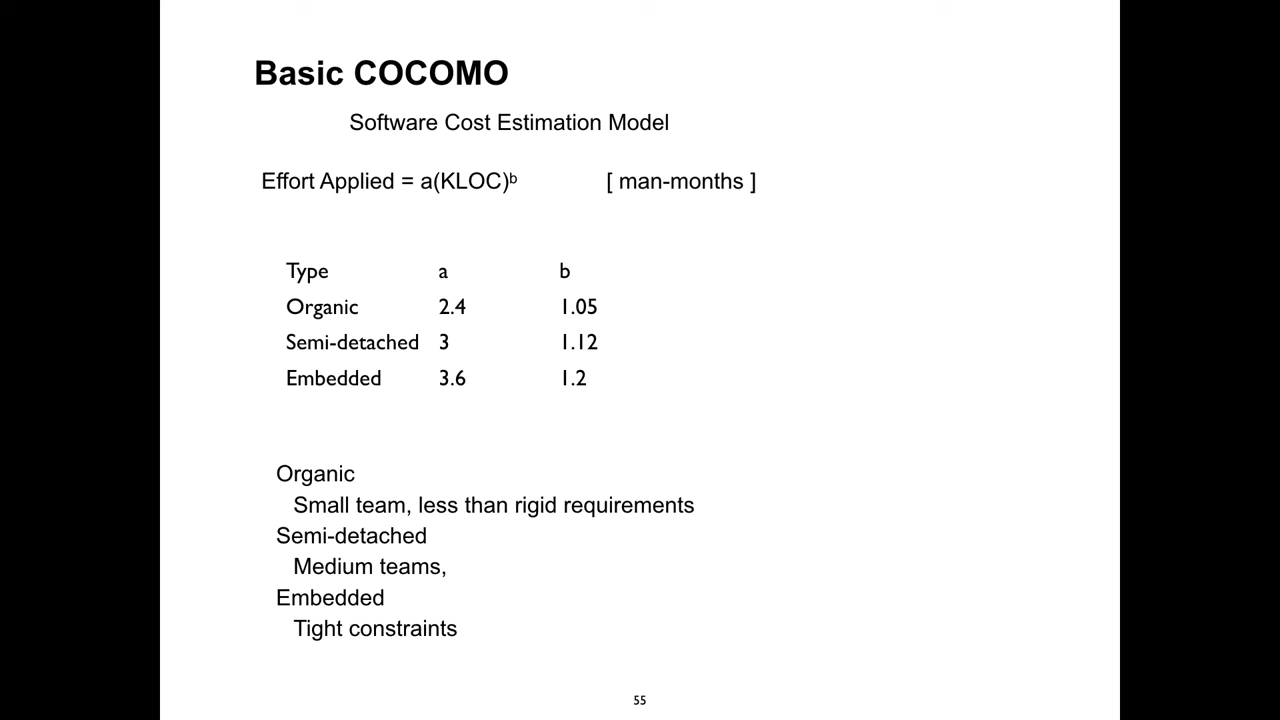 Basic COCOMO
Software Cost Estimation Model
Effort Applied = a(KLOC)ᵇ [ man-months ]
Type a b
Organic 2.4 1.05
Semi-detached 3 1.12
Embedded 3.6 1.2
Organic
Small team, less than rigid requirements
Semi-detached
Medium teams,
Embedded
Tight constraints
55